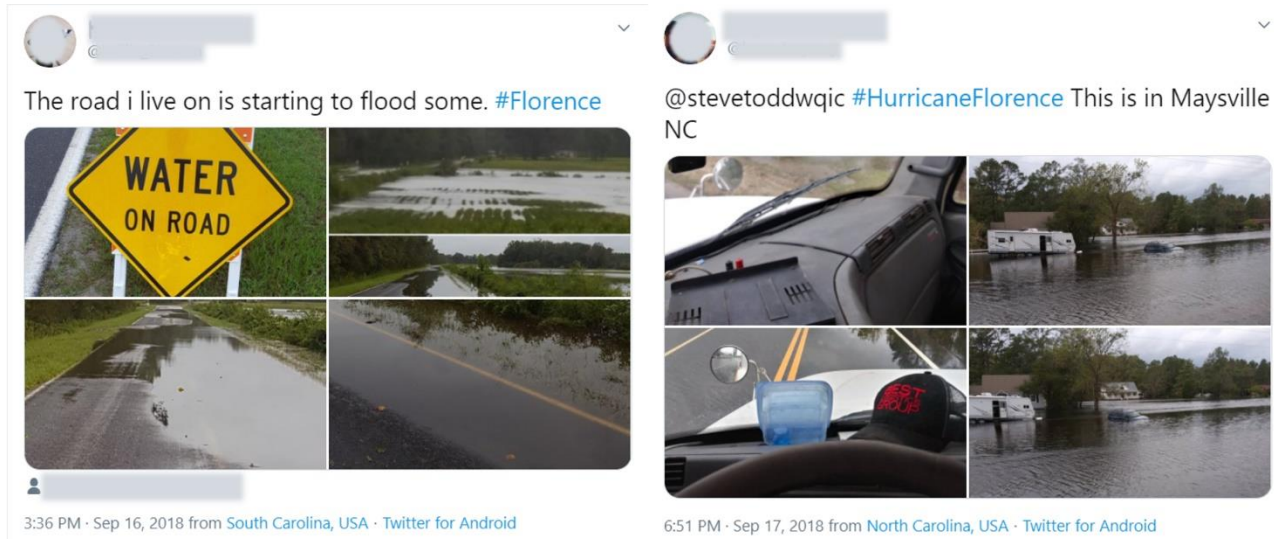 @
The road i live on is starting to flood some. #Florence
WATER
ON ROAD
3:36 PM · Sep 16, 2018 from South Carolina, USA · Twitter for Android
@
@stevetoddwqic #HurricaneFlorence This is in Maysville
NC
GROUP
6:51 PM · Sep 17, 2018 from North Carolina, USA · Twitter for Android